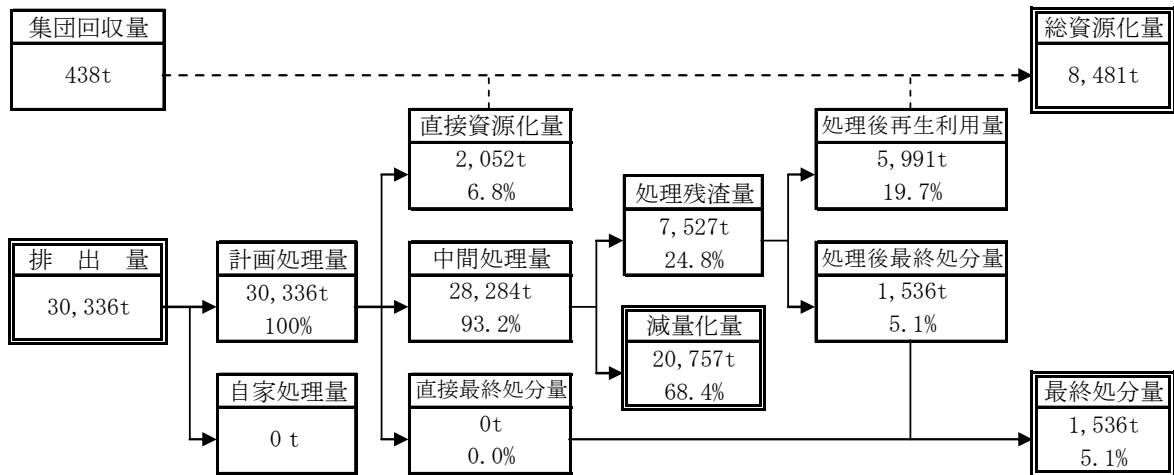 集団回収量
438t
総資源化量
8,481t
直接資源化量
2,052t
6.8%
処理後再生利用量
5,991t
19.7%
処理残渣量
7,527t
24.8%
排 出 量
30,336t
計画処理量
30,336t
100%
中間処理量
28,284t
93.2%
処理後最終処分量
1,536t
5.1%
減量化量
20,757t
68.4%
自家処理量
0 t
直接最終処分量
0t
0.0%
最終処分量
1,536t
5.1%